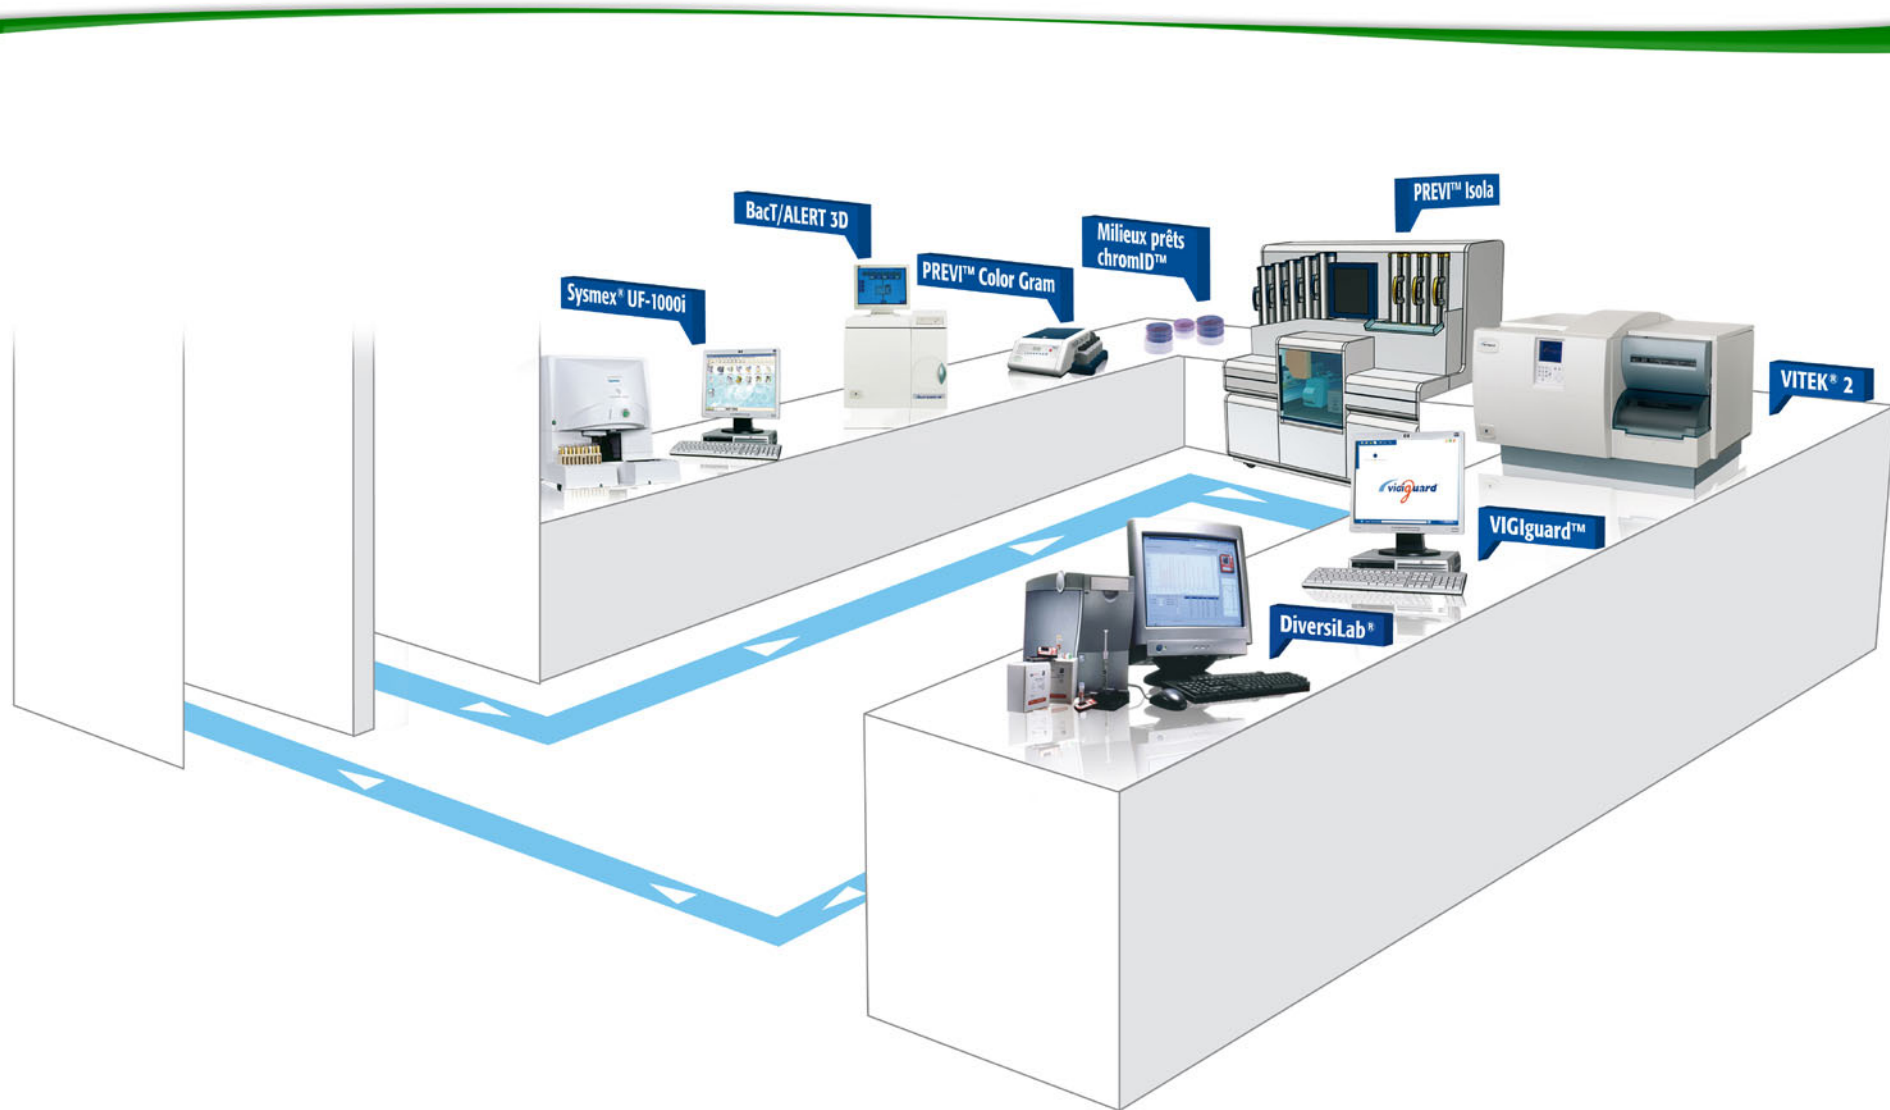 BacT/ALERT 3D
PREVI™ Isola
Milieux prêts
chromID™
PREVI™ Color Gram
Sysmex® UF-1000i
VITEK® 2
vigiguard
VIGIguard™
DiversiLab®